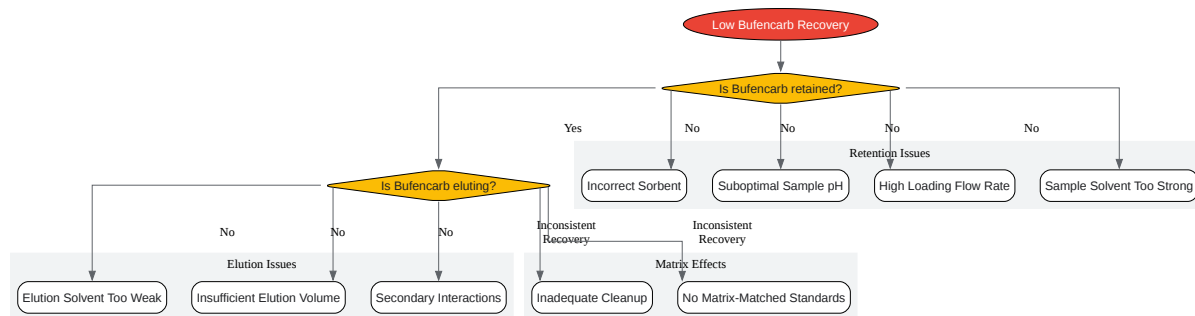 Low Bufencarb Recovery
Is Bufencarb retained?
Yes
No
No
No
No
Retention Issues
Incorrect Sorbent
Suboptimal Sample pH
High Loading Flow Rate
Sample Solvent Too Strong
Is Bufencarb eluting?
No
No
No
Inconsistent
Recovery
Inconsistent
Recovery
Elution Issues
Matrix Effects
Elution Solvent Too Weak
Insufficient Elution Volume
Secondary Interactions
Inadequate Cleanup
No Matrix-Matched Standards